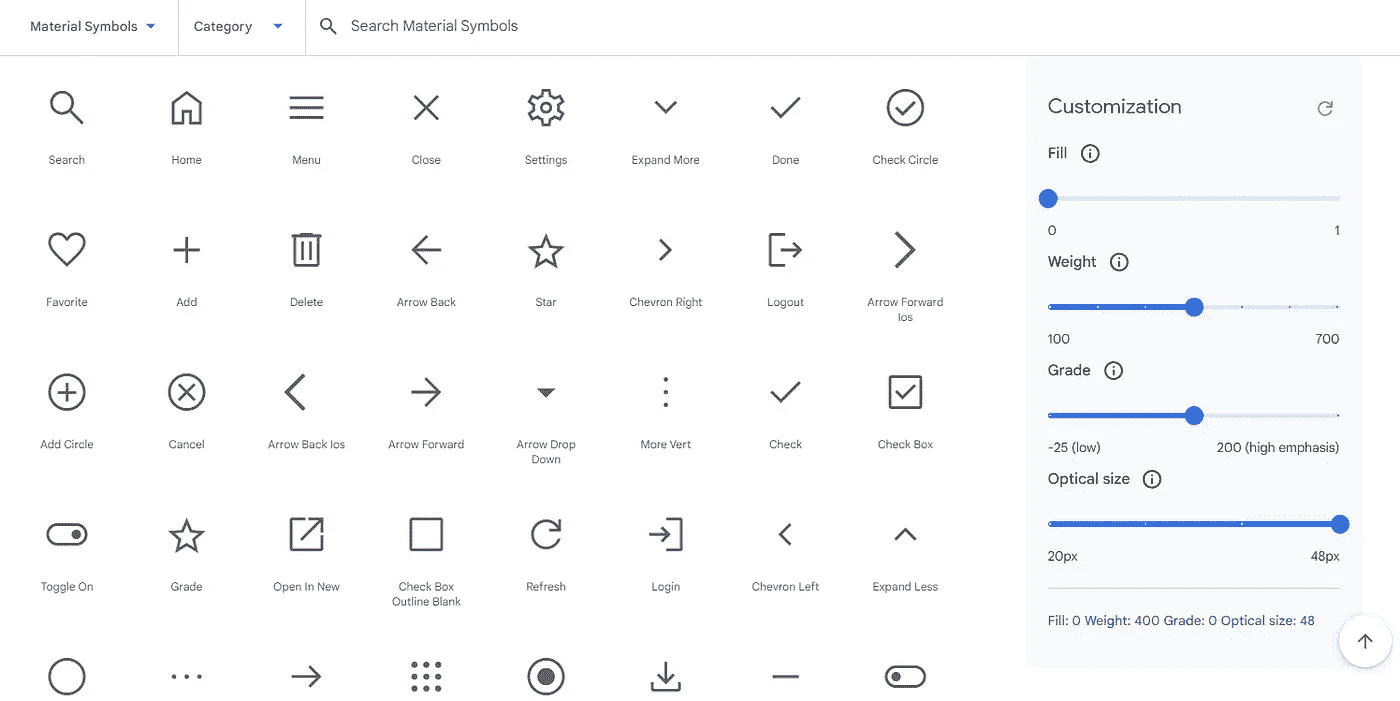 Material Symbols
Category
Search Material Symbols
Search
Home
Menu
Close
Settings
Expand More
Done
Check Circle
Favorite
Add
Delete
Arrow Back
Star
Chevron Right
Logout
Arrow Forward
Ios
Add Circle
Cancel
Arrow Back Ios
Arrow Forward
Arrow Drop
Down
More Vert
Check
Check Box
Toggle On
Grade
Open In New
Check Box
Outline Blank
Refresh
Login
Chevron Left
Expand Less
Customization
Fill
0 1
Weight
100 700
Grade
-25 (low) 200 (high emphasis)
Optical size
20px 48px
Fill: 0 Weight: 400 Grade: 0 Optical size: 48